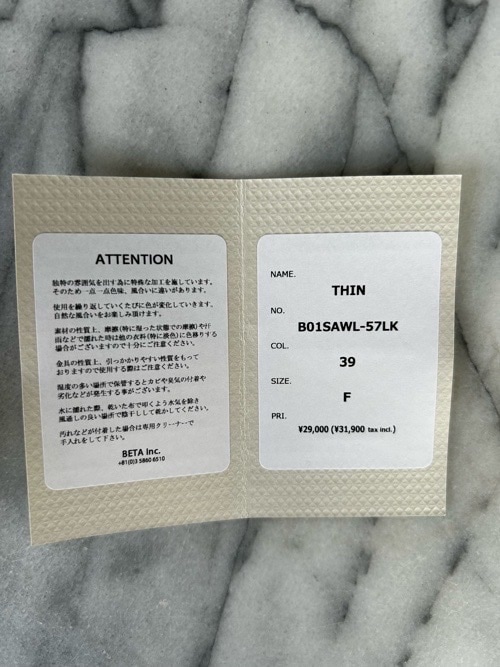 ATTENTION
独特の雰囲気を出す為に特殊な加工を施しています。
そのため一点一点色味、風合いに違いがあります。
使用を繰り返していくたびに色が変化していきます。
自然な風合いをお楽しみ頂けます。
素材の性質上、摩擦(特に湿った状態での摩擦)や汗
雨などで濡れた時は他の衣料(特に淡色)に色移りする
場合がございますので十分にご注意ください。
金具の性質上、引っかかりやすい性質をもって
おりますので使用する際はご注意ください。
湿度の多い場所で保管するとカビや臭気の付着や
劣化などが発生する事がございます。
水に濡れた際、乾いた布で叩くよう水気を除き
風通しの良い場所で陰干しして乾かしてください。
汚れなどが付着した場合は専用クリーナーで
手入れをして下さい。
BETA Inc.
+81(0)3 5860 6510
NAME.
THIN
NO.
B01SAWL-57LK
COL.
39
SIZE.
F
PRI.
¥29,000 (¥31,900 tax incl.)